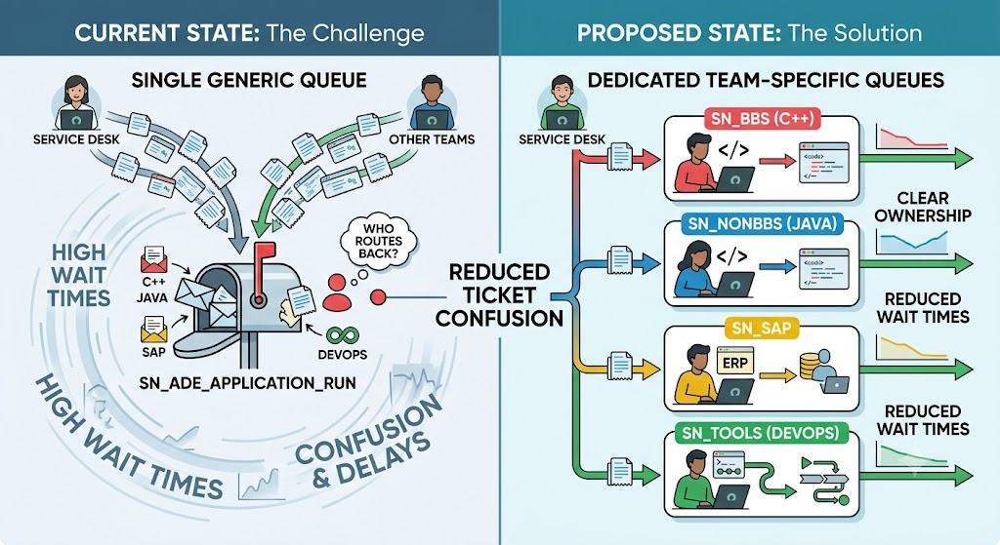 CURRENT STATE: The Challenge
SINGLE GENERIC QUEUE
SERVICE DESK
OTHER TEAMS
WHO
ROUTES
BACK?
HIGH
WAIT
TIMES
C++
JAVA
SAP
DEVOPS
SN_ADE_APPLICATION_RUN
HIGH WAIT TIMES
CONFUSION
& DELAYS
REDUCED
TICKET
CONFUSION
PROPOSED STATE: The Solution
DEDICATED TEAM-SPECIFIC QUEUES
SERVICE DESK
SN_BBS (C++)
</>
<code>
</–
CLEAR
OWNERSHIP
SN_NONBBS (JAVA)
</>
<code>
</–
REDUCED
WAIT TIMES
SN_SAP
ERP
REDUCED
WAIT TIMES
SN_TOOLS (DEVOPS)